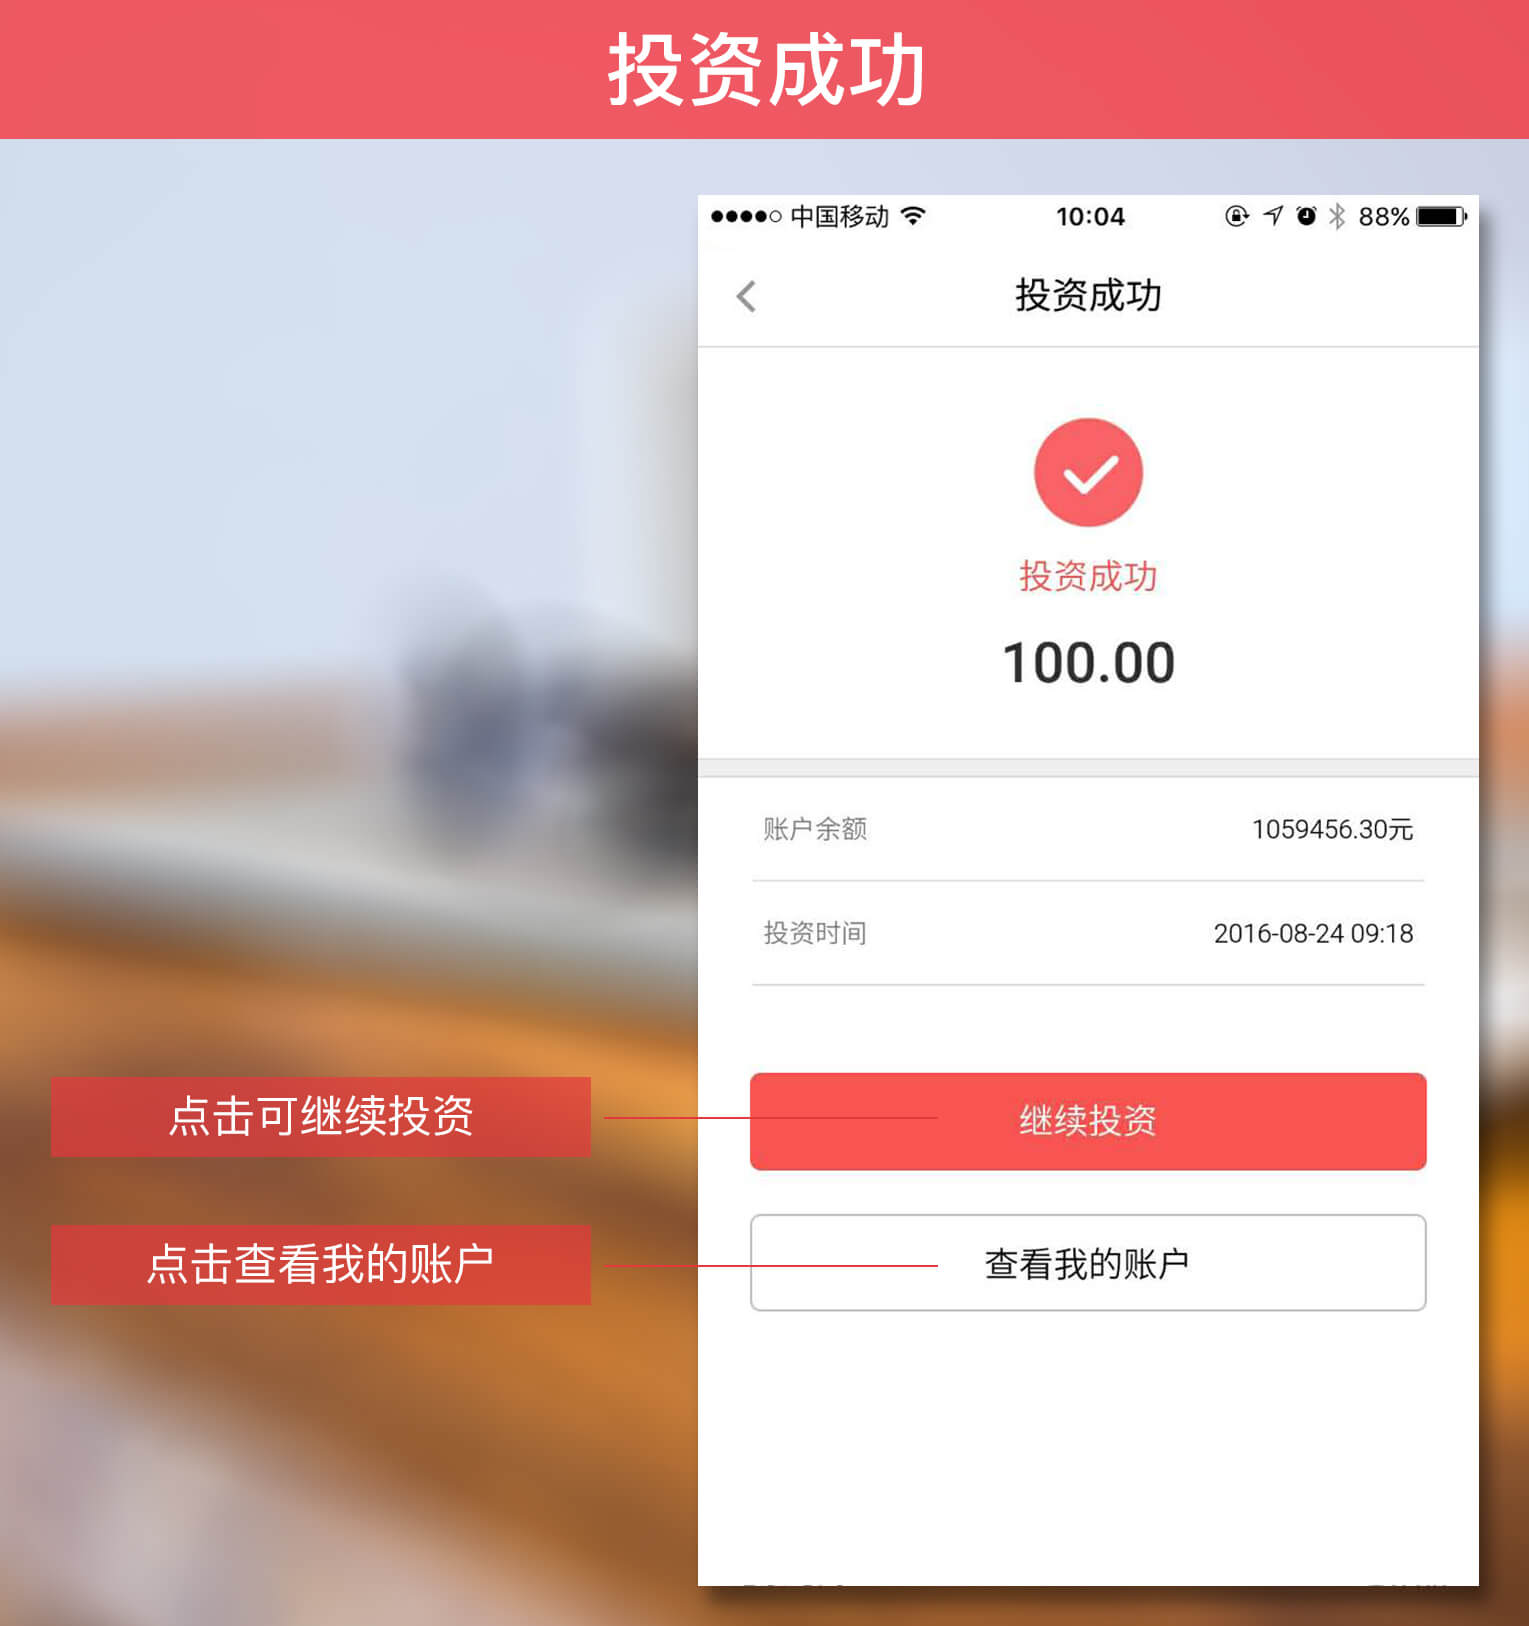 投资成功
中国移动 10:04 88%
投资成功
投资成功
100.00
账户余额 1059456.30元
投资时间 2016-08-24 09:18
点击可继续投资
继续投资
点击查看我的账户
查看我的账户